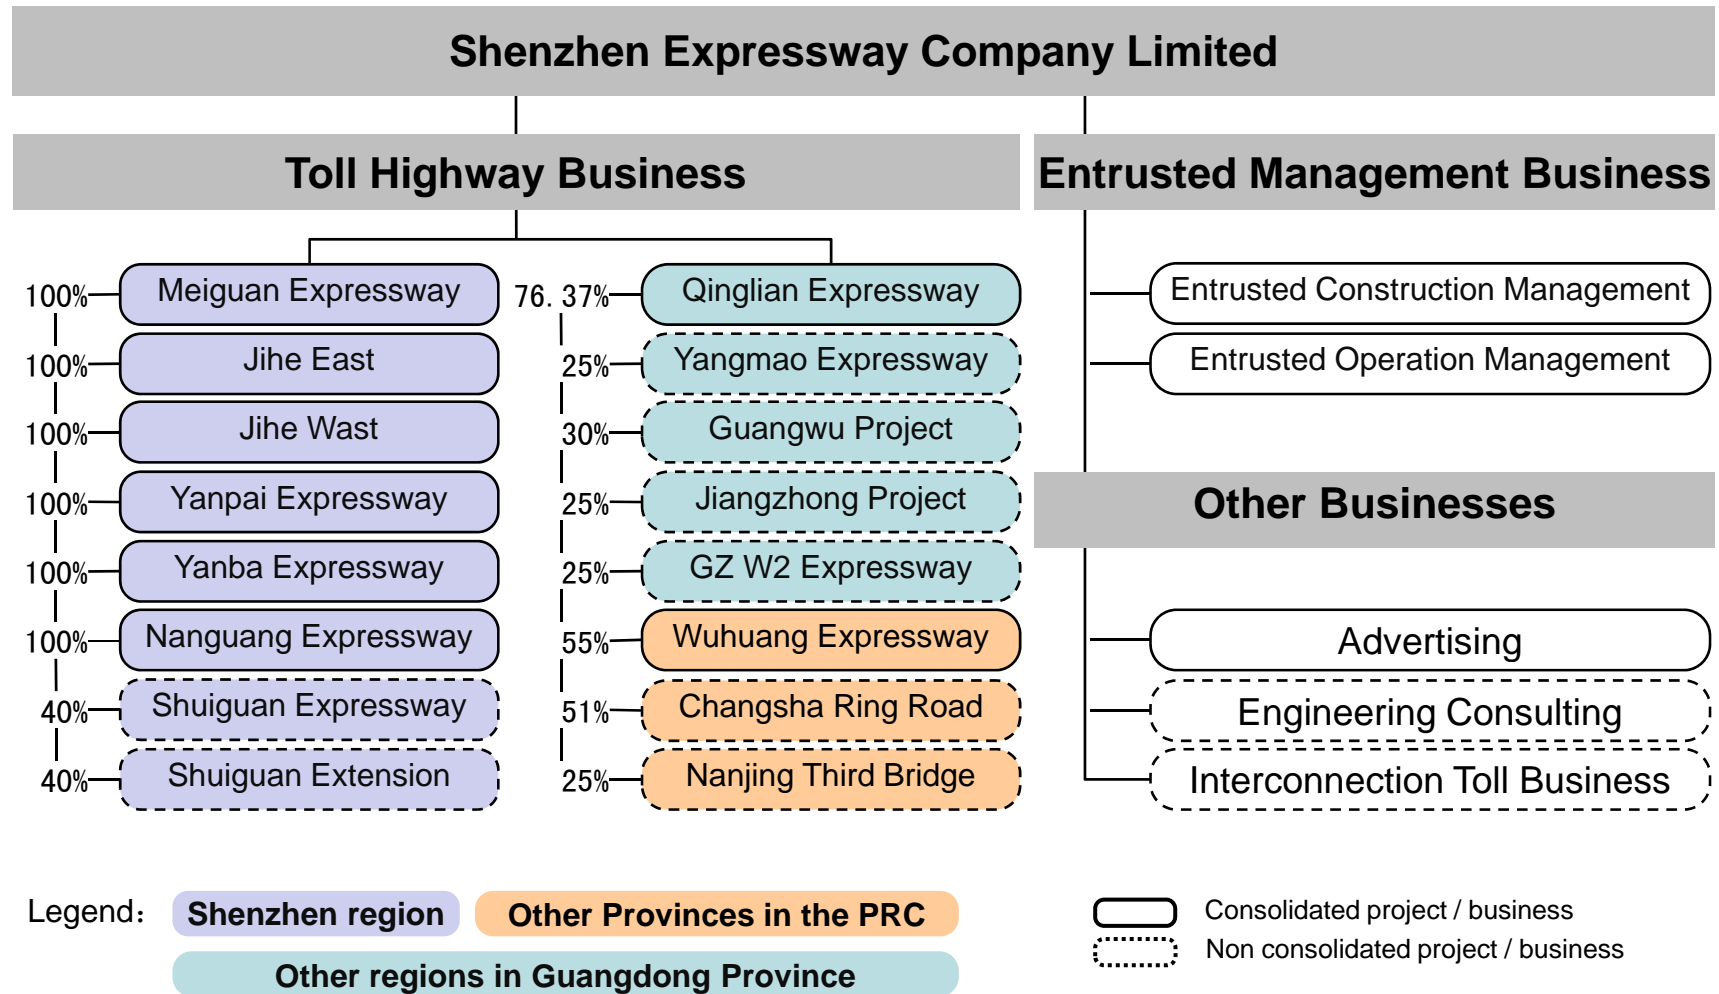 Shenzhen Expressway Company Limited
Toll Highway Business
Entrusted Management Business
100% Meiguan Expressway
100% Jihe East
100% Jihe Wast
100% Yanpai Expressway
100% Yanba Expressway
100% Nanguang Expressway
40% Shuiguan Expressway
40% Shuiguan Extension
76.37% Qinglian Expressway
25% Yangmao Expressway
30% Guangwu Project
25% Jiangzhong Project
25% GZ W2 Expressway
55% Wuhuang Expressway
51% Changsha Ring Road
25% Nanjing Third Bridge
Entrusted Construction Management
Entrusted Operation Management
Other Businesses
Advertising
Engineering Consulting
Interconnection Toll Business
Legend：
Shenzhen region
Other Provinces in the PRC
Other regions in Guangdong Province
Consolidated project / business
Non consolidated project / business